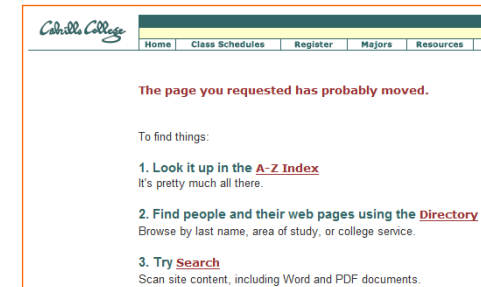 Cabrillo College
Home Class Schedules Register Majors Resources
The page you requested has probably moved.
To find things:
1. Look it up in the A-Z Index
It's pretty much all there.
2. Find people and their web pages using the Directory
Browse by last name, area of study, or college service.
3. Try Search
Scan site content, including Word and PDF documents.